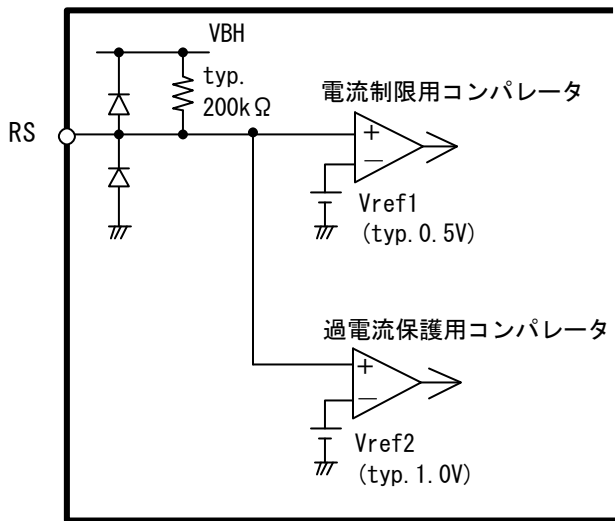 VBH
typ.
200kΩ
RS
電流制限用コンパレータ
+
−
Vref1
(typ.0.5V)
過電流保護用コンパレータ
+
−
Vref2
(typ.1.0V)